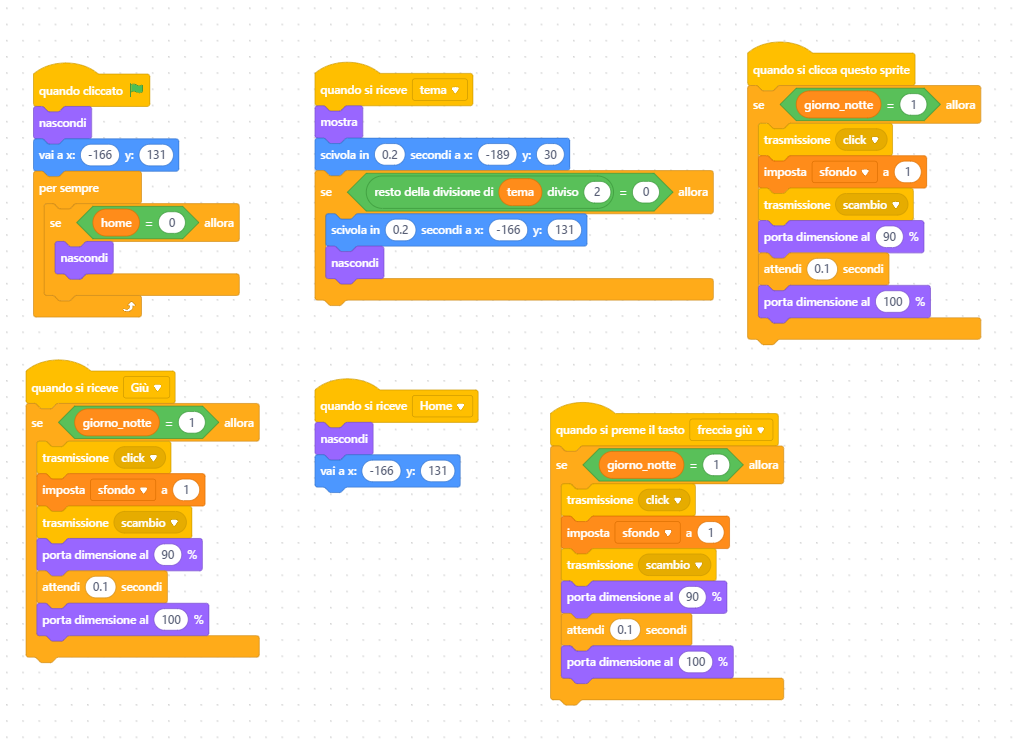 quando cliccato
nascondi
vai a x: -166 y: 131
per sempre
se home = 0 allora
nascondi
quando si riceve tema
mostra
scivola in 0.2 secondi a x: -189 y: 30
se resto della divisione di tema diviso 2 = 0 allora
scivola in 0.2 secondi a x: -166 y: 131
nascondi
quando si clicca questo sprite
se giorno_notte = 1 allora
trasmissione click
imposta sfondo a 1
trasmissione scambio
porta dimensione al 90 %
attendi 0.1 secondi
porta dimensione al 100 %
quando si riceve Giù
se giorno_notte = 1 allora
trasmissione click
imposta sfondo a 1
trasmissione scambio
porta dimensione al 90 %
attendi 0.1 secondi
porta dimensione al 100 %
quando si riceve Home
nascondi
vai a x: -166 y: 131
quando si preme il tasto freccia giù
se giorno_notte = 1 allora
trasmissione click
imposta sfondo a 1
trasmissione scambio
porta dimensione al 90 %
attendi 0.1 secondi
porta dimensione al 100 %